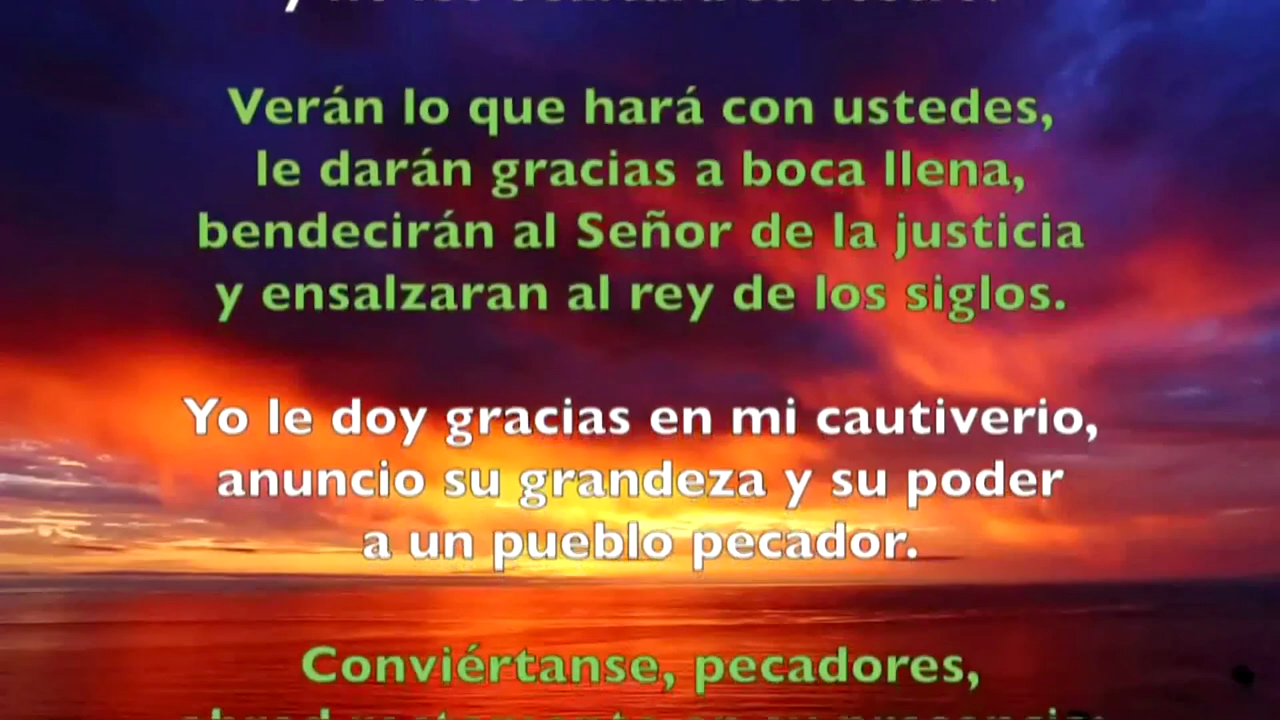 Verán lo que hará con ustedes,
le darán gracias a boca llena,
bendecirán al Señor de la justicia
y ensalzaran al rey de los siglos.
Yo le doy gracias en mi cautiverio,
anuncio su grandeza y su poder
a un pueblo pecador.
Conviértanse, pecadores,